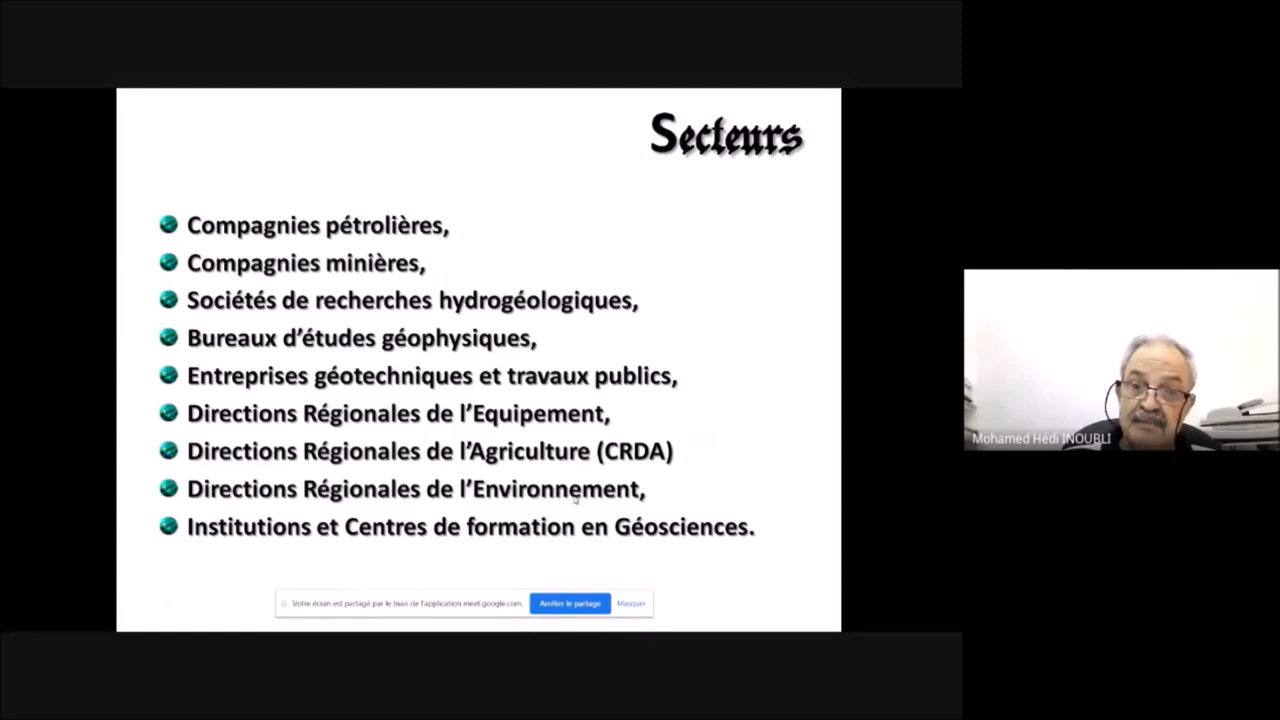 Secteurs
Compagnies pétrolières,
Compagnies minières,
Sociétés de recherches hydrogéologiques,
Bureaux d’études géophysiques,
Entreprises géotechniques et travaux publics,
Directions Régionales de l’Equipement,
Directions Régionales de l’Agriculture (CRDA)
Directions Régionales de l’Environnement,
Institutions et Centres de formation en Géosciences.
Votre écran est partagé par le biais de l'application meet.google.com. Arrêter le partage Masquer
Mohamed Hédi INOUBLI